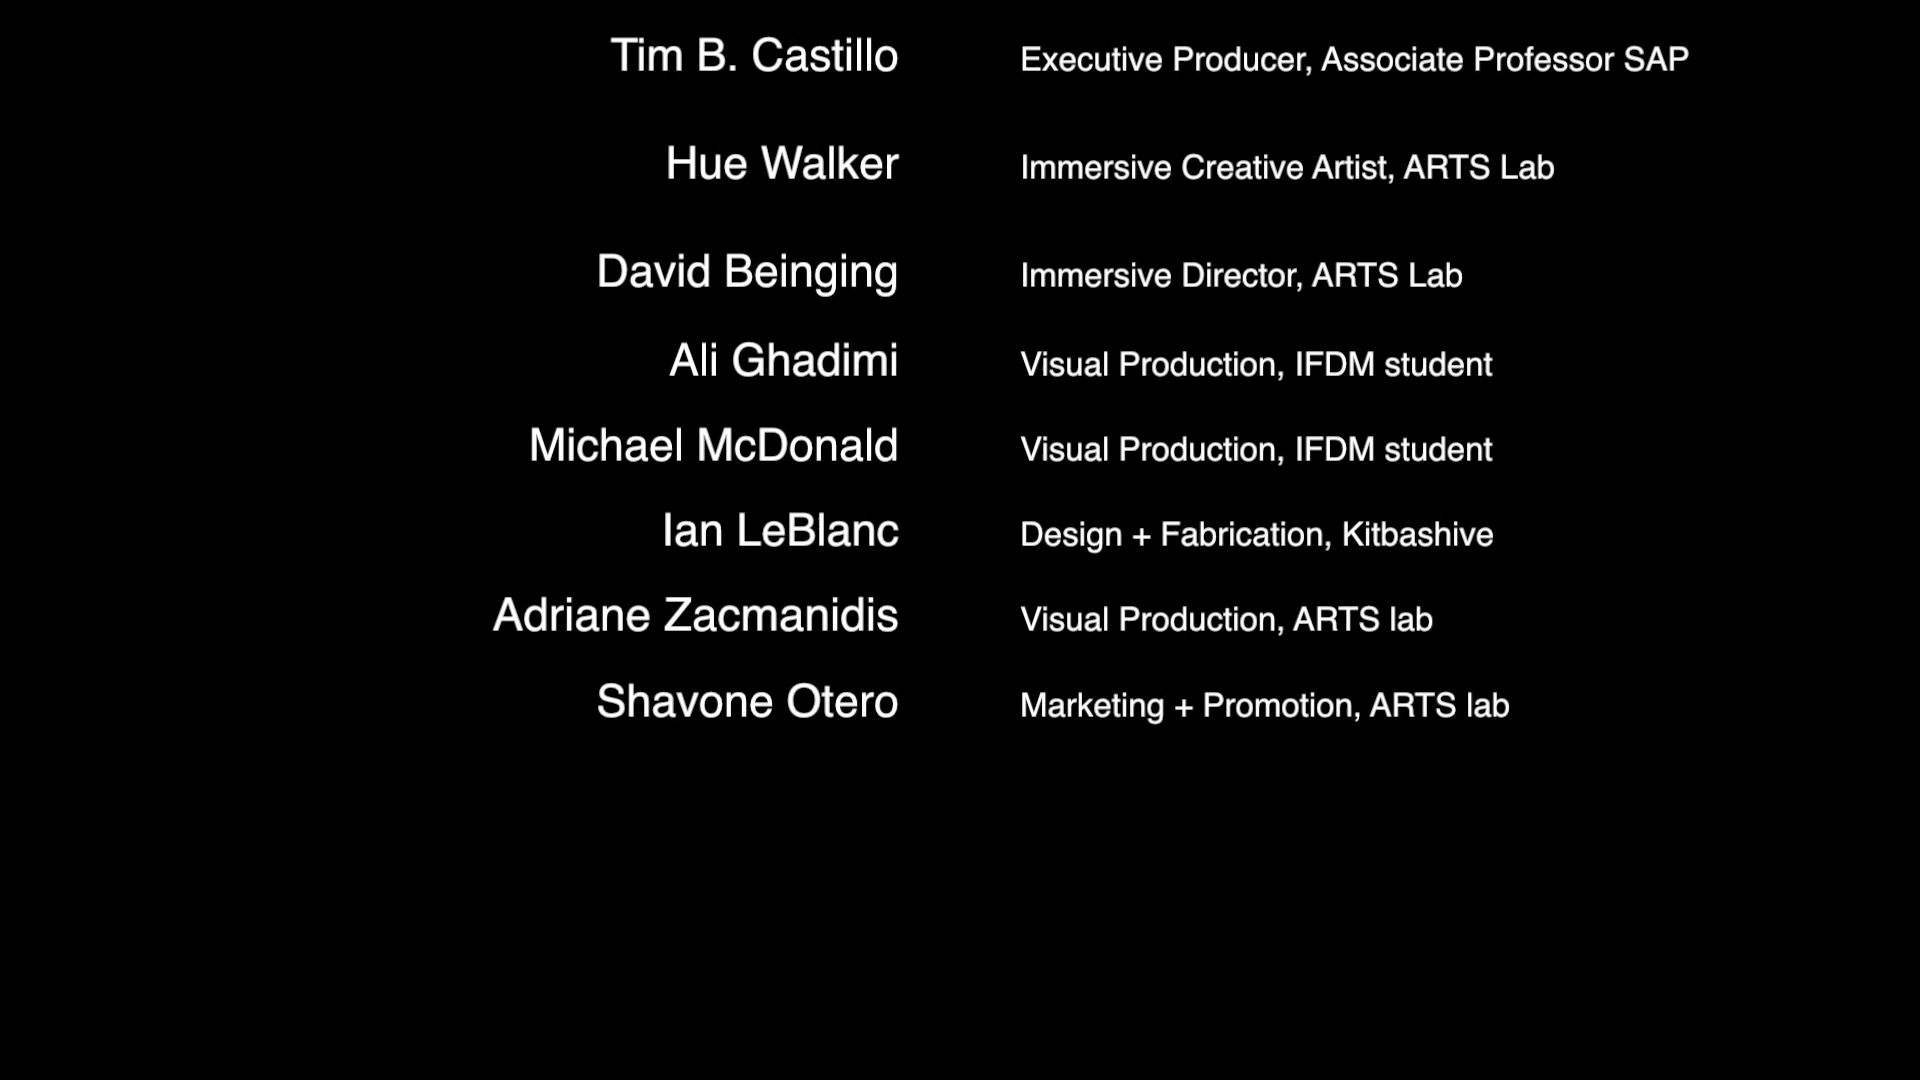 Tim B. Castillo Executive Producer, Associate Professor SAP
Hue Walker Immersive Creative Artist, ARTS Lab
David Beinging Immersive Director, ARTS Lab
Ali Ghadimi Visual Production, IFDM student
Michael McDonald Visual Production, IFDM student
Ian LeBlanc Design + Fabrication, Kitbashive
Adriane Zacmanidis Visual Production, ARTS lab
Shavone Otero Marketing + Promotion, ARTS lab